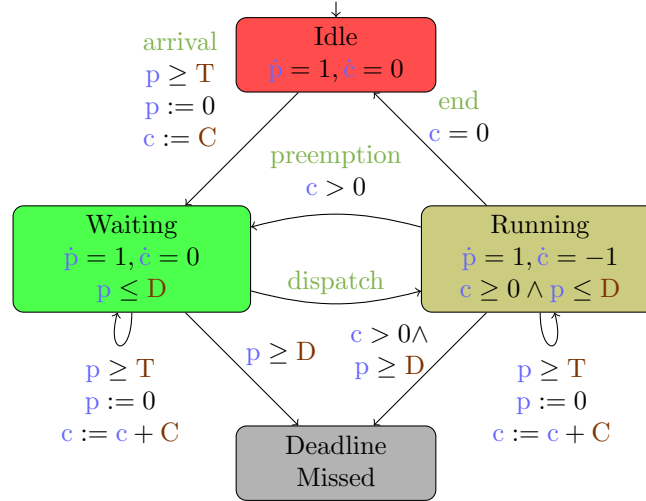 Idle
ṗ = 1, ċ = 0
arrival
p ≥ T
p := 0
c := C
end
c = 0
preemption
c > 0
Waiting
ṗ = 1, ċ = 0
p ≤ D
Running
ṗ = 1, ċ = −1
c ≥ 0 ∧ p ≤ D
dispatch
p ≥ T
p := 0
c := c + C
p ≥ D
c > 0∧
p ≥ D
p ≥ T
p := 0
c := c + C
Deadline
Missed